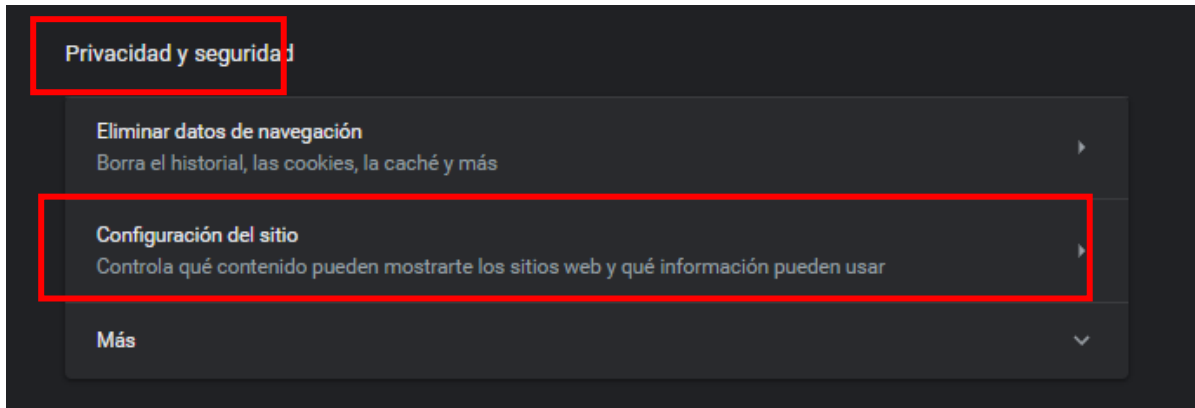 Privacidad y seguridad
Eliminar datos de navegación
Borra el historial, las cookies, la caché y más
Configuración del sitio
Controla qué contenido pueden mostrarte los sitios web y qué información pueden usar
Más